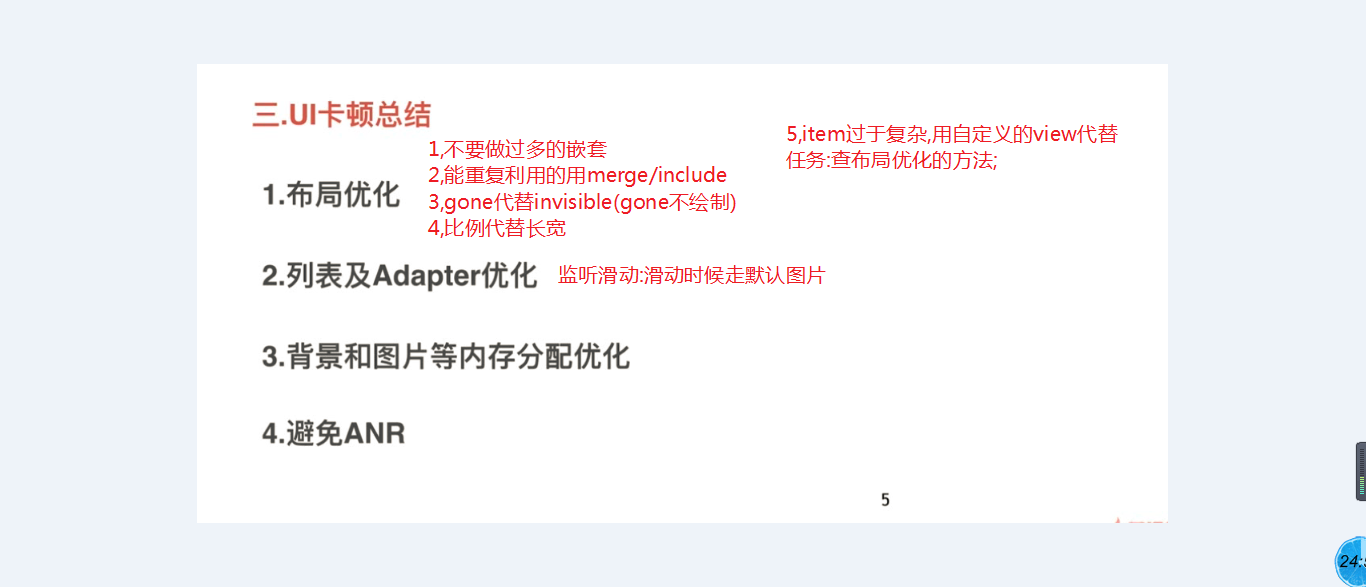 三.UI卡顿总结
1.布局优化
1,不要做过多的嵌套
2,能重复利用的用merge/include
3,gone代替invisible(gone不绘制)
4,比例代替长宽
5,item过于复杂,用自定义的view代替
任务:查布局优化的方法;
2.列表及Adapter优化
监听滑动:滑动时候走默认图片
3.背景和图片等内存分配优化
4.避免ANR
5